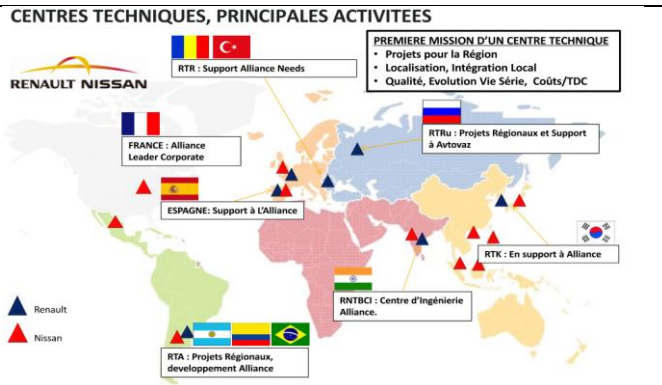 CENTRES TECHNIQUES, PRINCIPALES ACTIVITEES
PREMIERE MISSION D'UN CENTRE TECHNIQUE
• Projets pour la Région
• Localisation, Intégration Local
• Qualité, Evolution Vie Série, Coûts/TDC
RENAULT NISSAN
RTR : Support Alliance Needs
FRANCE : Alliance
Leader Corporate
RTRu : Projets Régionaux et Support
à Avtovaz
ESPAGNE: Support à L'Alliance
RTK : En support à Alliance
RNTBCI : Centre d'Ingénierie
Alliance.
Renault
Nissan
RTA : Projets Régionaux,
developpement Alliance